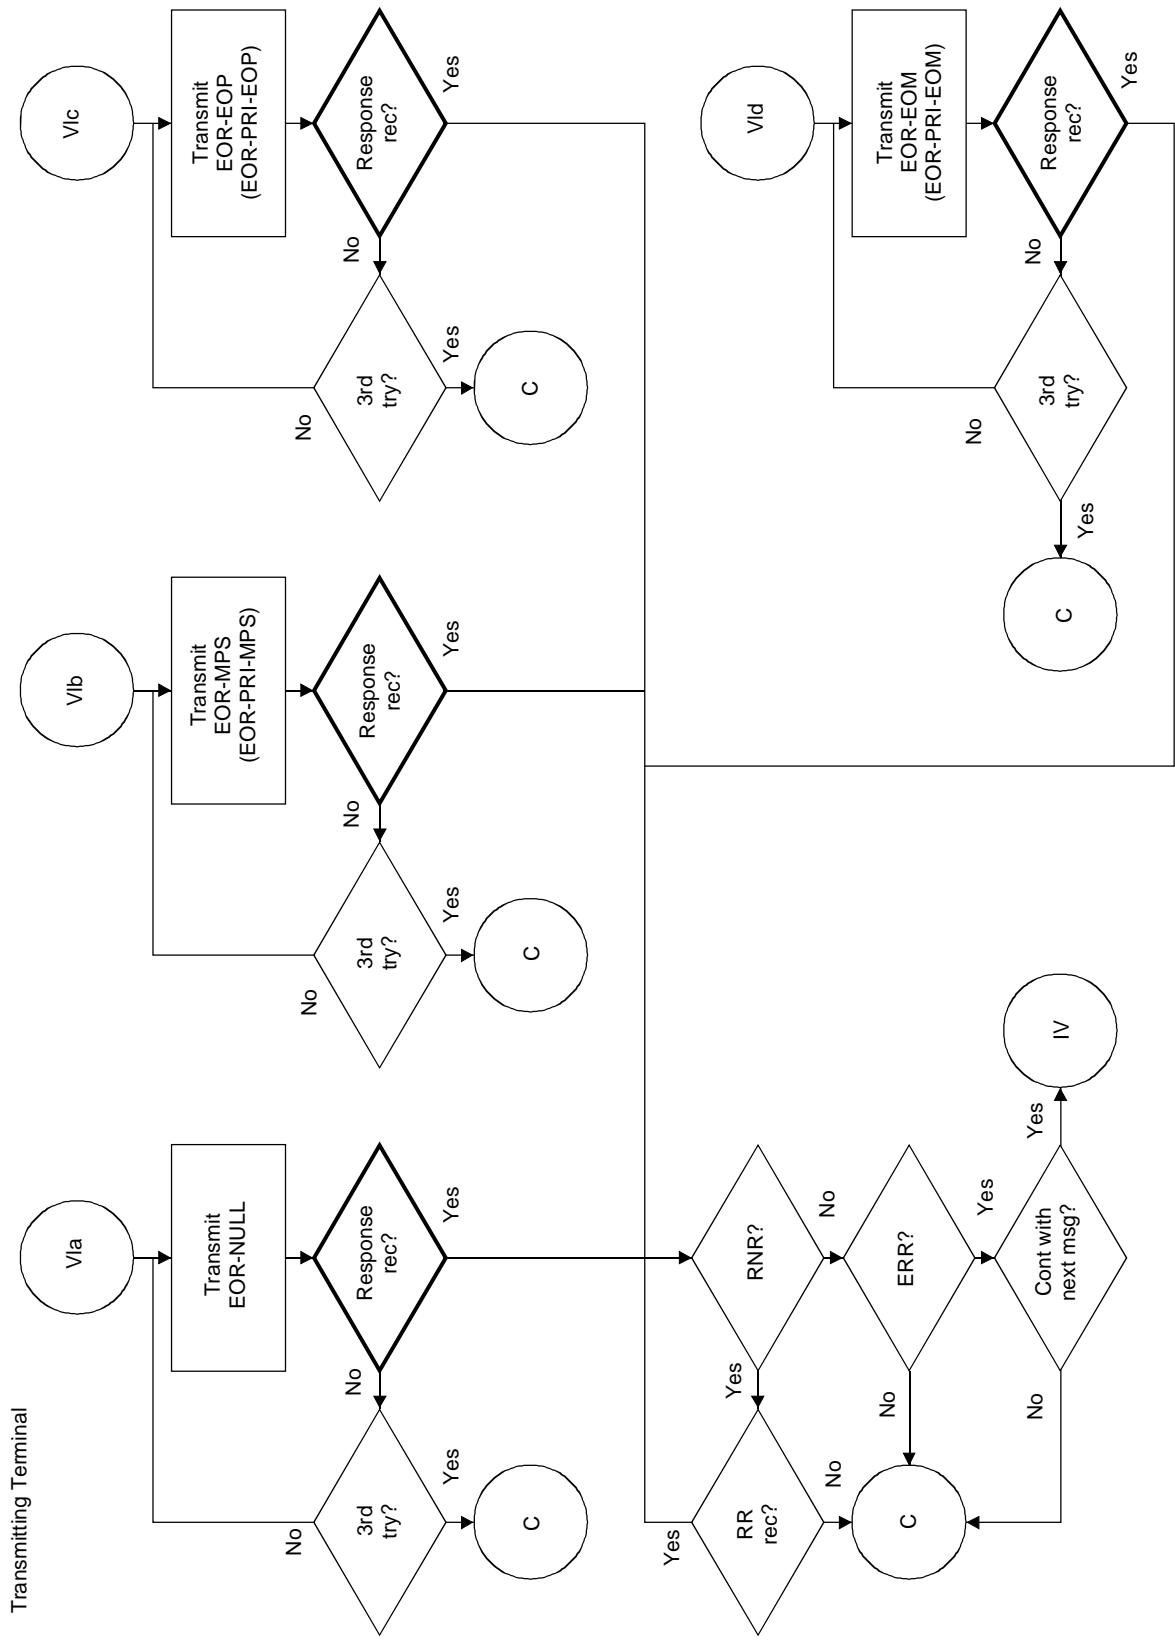 Transmitting Terminal
VIa
Transmit
EOR-NULL
Response
rec?
No
Yes
3rd
try?
No
Yes
C
VIb
Transmit
EOR-MPS
(EOR-PRI-MPS)
Response
rec?
No
Yes
3rd
try?
No
Yes
C
VIc
Transmit
EOR-EOP
(EOR-PRI-EOP)
Response
rec?
No
Yes
3rd
try?
No
Yes
C
RNR?
Yes
No
RR
rec?
Yes
No
C
ERR?
No
Yes
Cont with
next msg?
No
Yes
IV
VId
Transmit
EOR-EOM
(EOR-PRI-EOM)
Response
rec?
No
Yes
3rd
try?
No
Yes
C